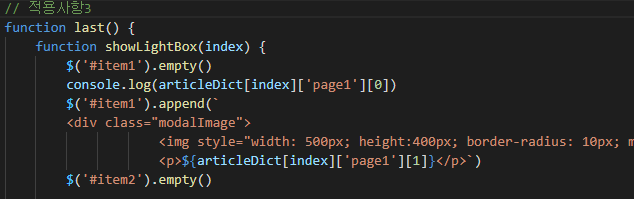 // 적용사항3
function last() {
function showLightBox(index) {
$('#item1').empty()
console.log(articleDict[index]['page1'][0])
$('#item1').append(`
<div class="modalImage">
<img style="width: 500px; height:400px; border-radius: 10px; m
<p>${articleDict[index]['page1'][1]}</p>`)
$('#item2').empty()